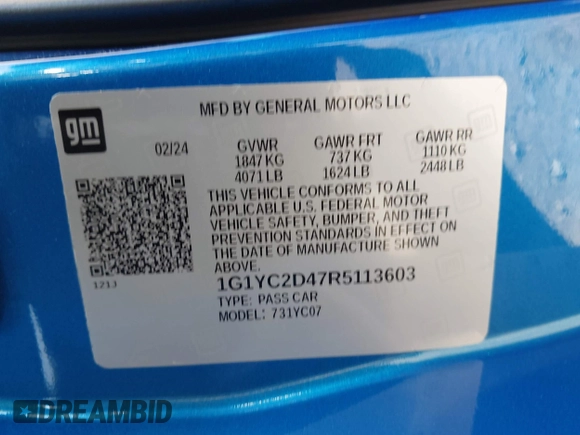 gm
MFD BY GENERAL MOTORS LLC
02/24 GVWR GAWR FRT GAWR RR
1847 KG 737 KG 1110 KG
4071 LB 1624 LB 2448 LB
THIS VEHICLE CONFORMS TO ALL
APPLICABLE U.S. FEDERAL MOTOR
VEHICLE SAFETY, BUMPER, AND THEFT
PREVENTION STANDARDS IN EFFECT ON
THE DATE OF MANUFACTURE SHOWN
ABOVE.
121J
1G1YC2D47R5113603
TYPE: PASS CAR
MODEL: 731YC07
DREAMBID